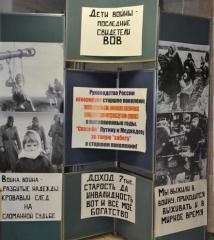 Дети войны -
последние
свидетели
ВОВ
Руководство России
старшее поколение
"Спасибо" Путину и Медведеву
за такую "заботу"
о старшем поколении!
Война, война -
разбитые надежды
кровавый след
на
сломанной судьбе
Доход 7 тыс.
старость да
инвалидность
вот и все мое
богатство
Мы выжили в
войну, приходится
выживать и в
мирное время